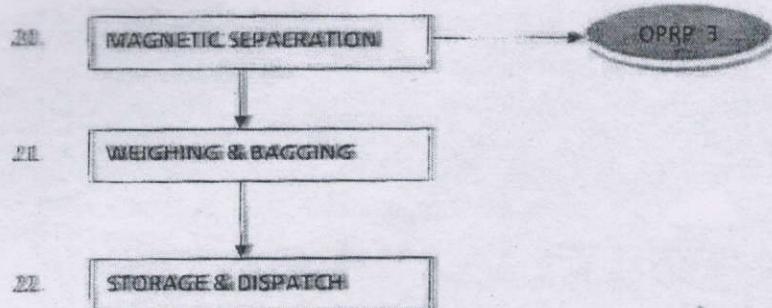 20. MAGNETIC SEPAERATION OPRP 3
21. WEIGHING & BAGGING
22. STORAGE & DISPATCH